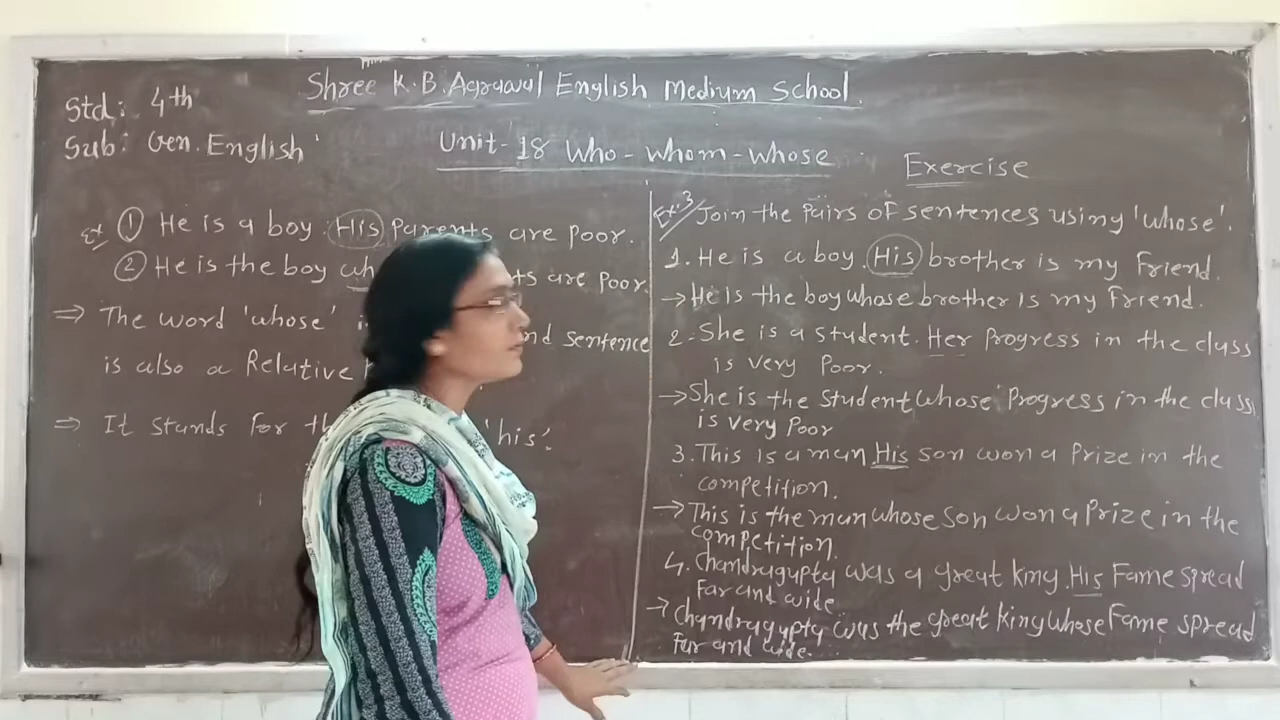 Shree K.B. Agrawal English Medium School.
Std: 4th
Sub: Gen. English
Unit-18 Who-Whom-Whose
Exercise
Ex ① He is a boy. His Parents are poor.
② He is the boy are poor.
⇒ The word 'whose' sentence
is also a Relative
⇒ It stands for 'his'.
Ex.3 Join the pairs of sentences using 'whose'.
1. He is a boy. His brother is my friend.
→ He is the boy whose brother is my friend.
2. She is a student. Her Progress in the class
is very Poor.
→ She is the student whose Progress in the class
is very Poor
3. This is a man His son won a Prize in the
competition.
→ This is the man whose son won a Prize in the
competition.
4. Chandragupta was a great king. His Fame spread
Far and wide
→ Chandragupta was the great king whose Fame spread
Far and wide.